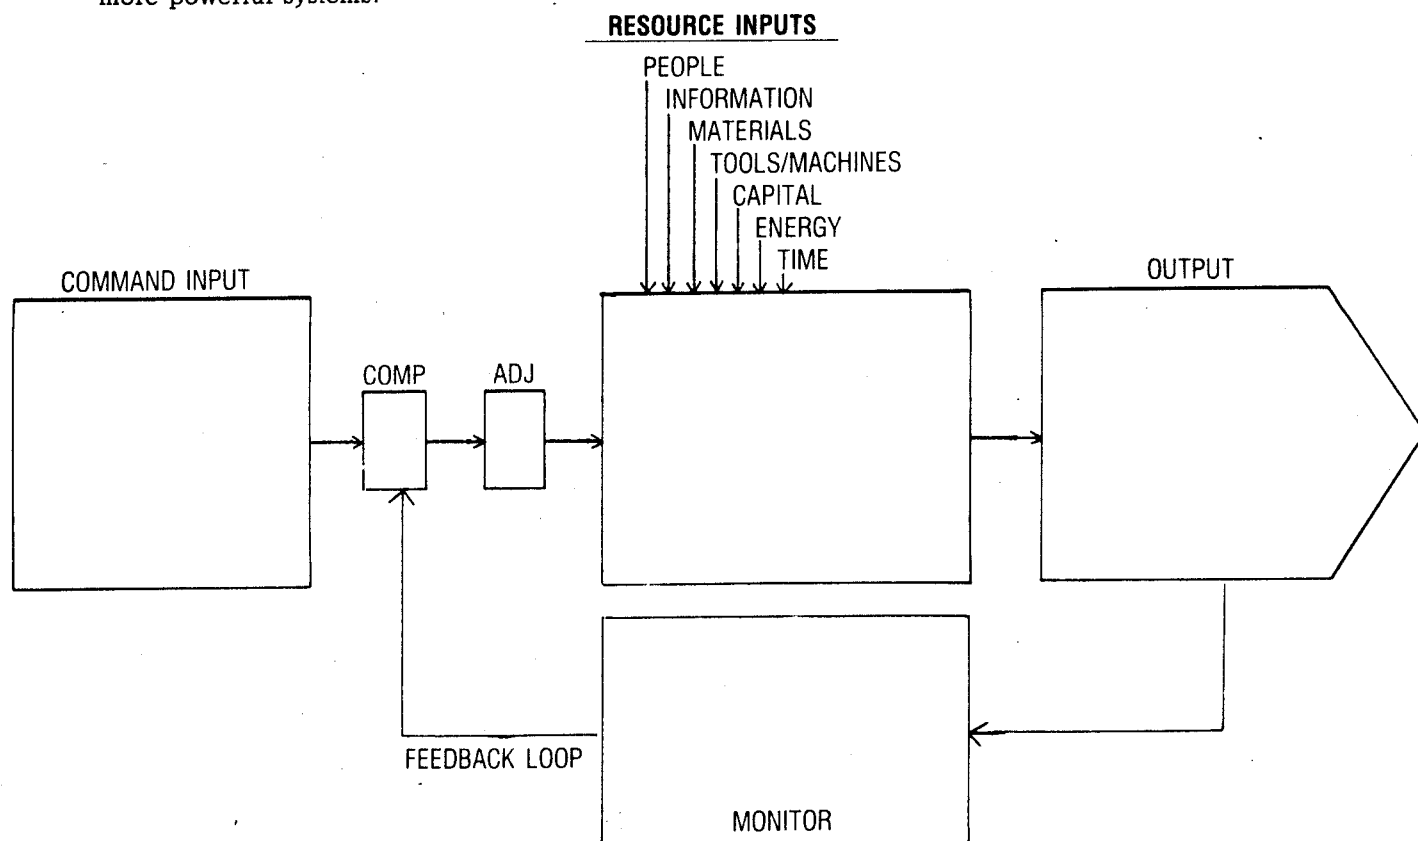 more powerful systems.
RESOURCE INPUTS
PEOPLE
INFORMATION
MATERIALS
TOOLS/MACHINES
CAPITAL
ENERGY
TIME
COMMAND INPUT
OUTPUT
COMP
ADJ
FEEDBACK LOOP
MONITOR